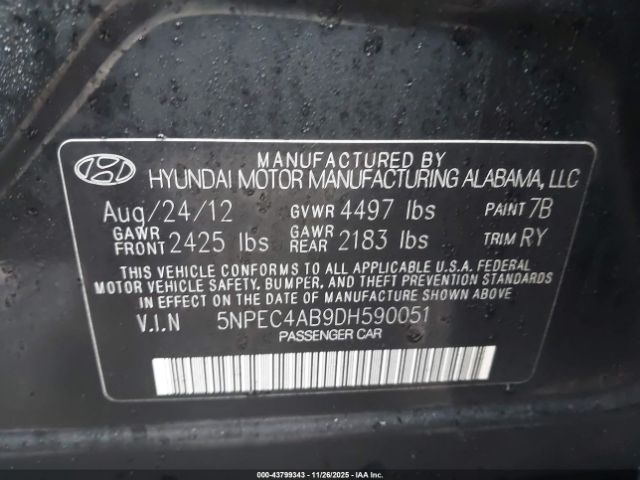 MANUFACTURED BY
HYUNDAI MOTOR MANUFACTURING ALABAMA, LLC
Aug/24/12 GVWR 4497 lbs PAINT 7B
GAWR FRONT 2425 lbs GAWR REAR 2183 lbs TRIM RY
THIS VEHICLE CONFORMS TO ALL APPLICABLE U.S.A. FEDERAL
MOTOR VEHICLE SAFETY, BUMPER, AND THEFT PREVENTION STANDARDS
IN EFFECT ON THE DATE OF MANUFACTURE SHOWN ABOVE.
V.I.N 5NPEC4AB9DH590051
PASSENGER CAR
000-43799343 | 11/26/2025 - IAAI.com